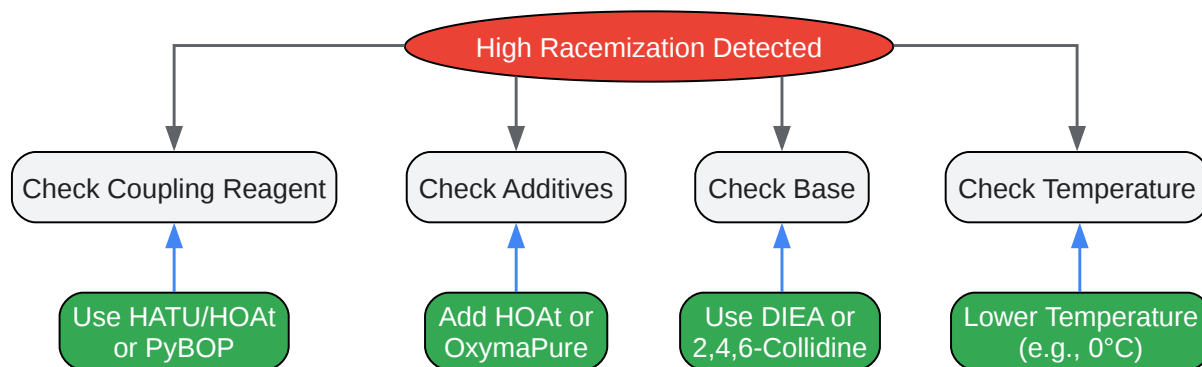 High Racemization Detected
Check Coupling Reagent
Check Additives
Check Base
Check Temperature
Use HATU/HOAt
or PyBOP
Add HOAt or
OxymaPure
Use DIEA or
2,4,6-Collidine
Lower Temperature
(e.g., 0°C)